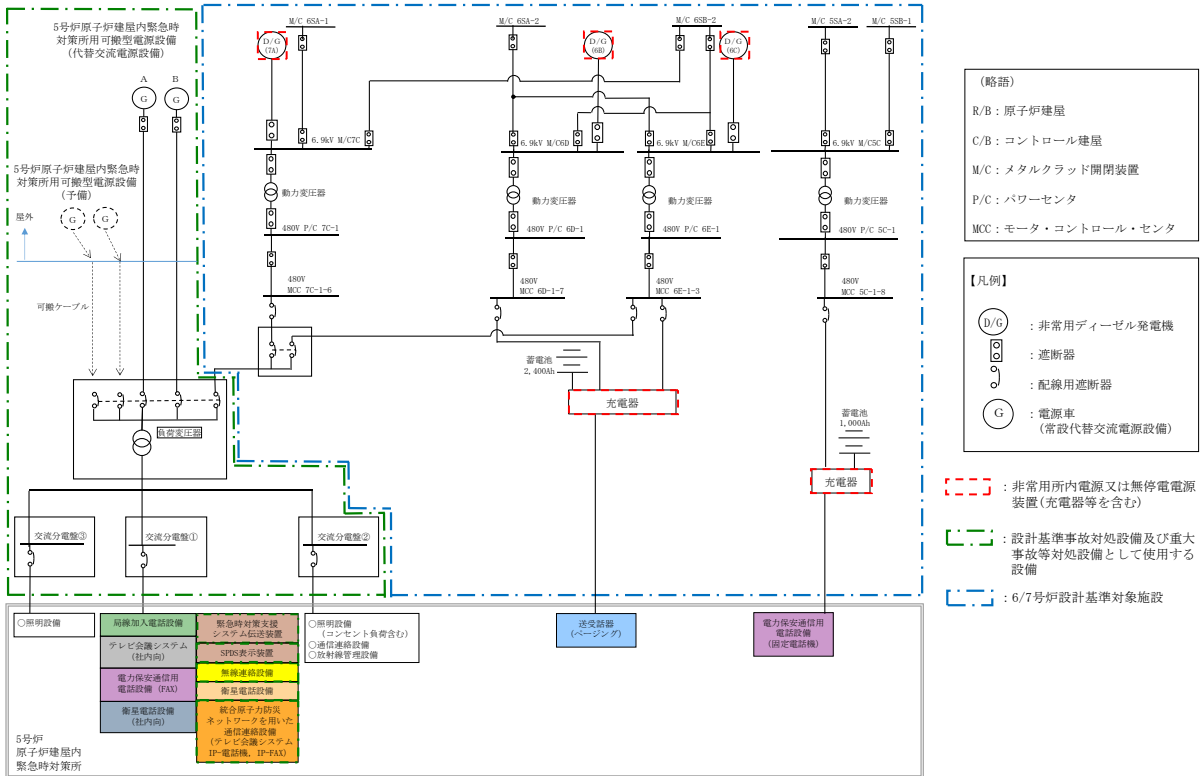 5号炉原子炉建屋内緊急時
対策所用可搬型電源設備
(代替交流電源設備)
A
B
G
G
5号炉原子炉建屋内緊急時
対策所用可搬型電源設備
(予備)
G
G
屋外
可搬ケーブル
負荷変圧器
交流分電盤③
交流分電盤①
交流分電盤②
M/C 6SA-1
M/C 6SA-2
M/C 6SB-2
M/C 5SA-2
M/C 5SB-1
D/G
(7A)
D/G
(6B)
D/G
(6C)
6.9kV M/C7C
6.9kV M/C6D
6.9kV M/C6E
6.9kV M/C5C
動力変圧器
動力変圧器
動力変圧器
動力変圧器
480V P/C 7C-1
480V P/C 6D-1
480V P/C 6E-1
480V P/C 5C-1
480V
MCC 7C-1-6
480V
MCC 6D-1-7
480V
MCC 6E-1-3
480V
MCC 5C-1-8
蓄電池
2,400Ah
充電器
蓄電池
1,000Ah
充電器
○照明設備
局線加入電話設備
テレビ会議システム
(社内向)
電力保安通信用
電話設備 (FAX)
衛星電話設備
(社内向)
緊急時対策支援
システム伝送装置
SPDS表示装置
無線連絡設備
衛星電話設備
統合原子力防災
ネットワークを用いた
通信連絡設備
(テレビ会議システム
IP-電話機、IP-FAX)
○照明設備
(コンセント負荷含む)
○通信連絡設備
○放射線管理設備
送受話器
(ページング)
電力保安通信用
電話設備
(固定電話機)
5号炉
原子炉建屋内
緊急時対策所
(略語)
R/B：原子炉建屋
C/B：コントロール建屋
M/C：メタルクラッド開閉装置
P/C：パワーセンタ
MCC：モータ・コントロール・センタ
【凡例】
D/G
：非常用ディーゼル発電機
：遮断器
：配線用遮断器
G
：電源車
(常設代替交流電源設備)
：非常用所内電源又は無停電電源
装置(充電器等を含む)
：設計基準事故対処設備及び重大
事故等対処設備として使用する
設備
：6/7号炉設計基準対象施設